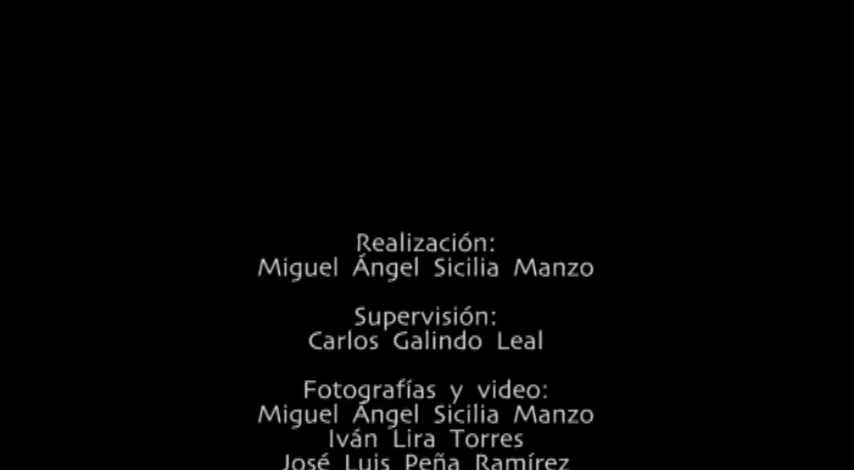 Realización:
Miguel Ángel Sicilia Manzo
Supervisión:
Carlos Galindo Leal
Fotografías y video:
Miguel Ángel Sicilia Manzo
Iván Lira Torres
José Luis Peña Ramírez